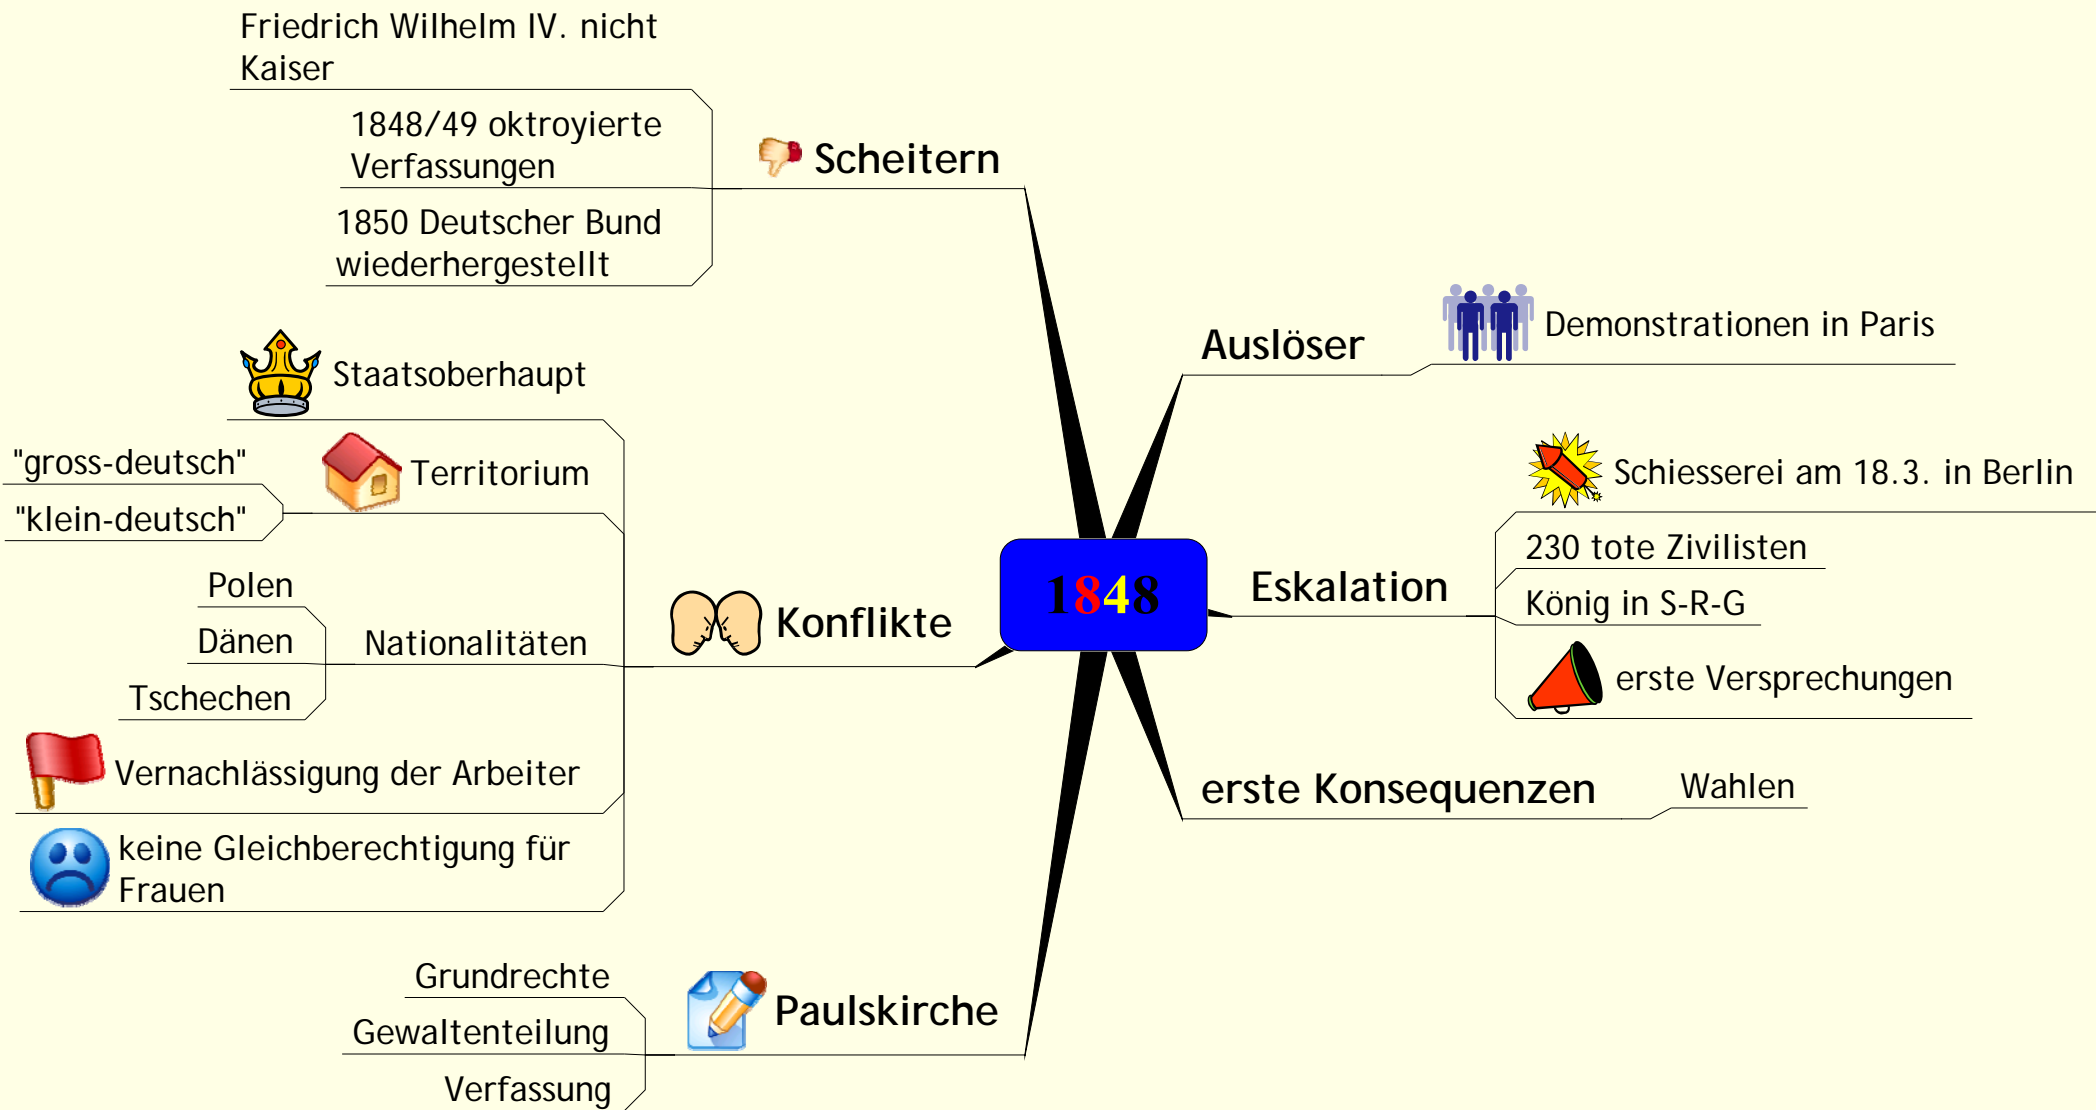 Friedrich Wilhelm IV. nicht
Kaiser
1848/49 oktroyierte
Verfassungen
1850 Deutscher Bund
wiederhergestellt
Scheitern
Staatsoberhaupt
"gross-deutsch"
"klein-deutsch"
Territorium
Polen
Dänen
Tschechen
Nationalitäten
Vernachlässigung der Arbeiter
keine Gleichberechtigung für
Frauen
Konflikte
Grundrechte
Gewaltenteilung
Verfassung
Paulskirche
1848
Auslöser
Demonstrationen in Paris
Eskalation
Schiesserei am 18.3. in Berlin
230 tote Zivilisten
König in S-R-G
erste Versprechungen
erste Konsequenzen
Wahlen